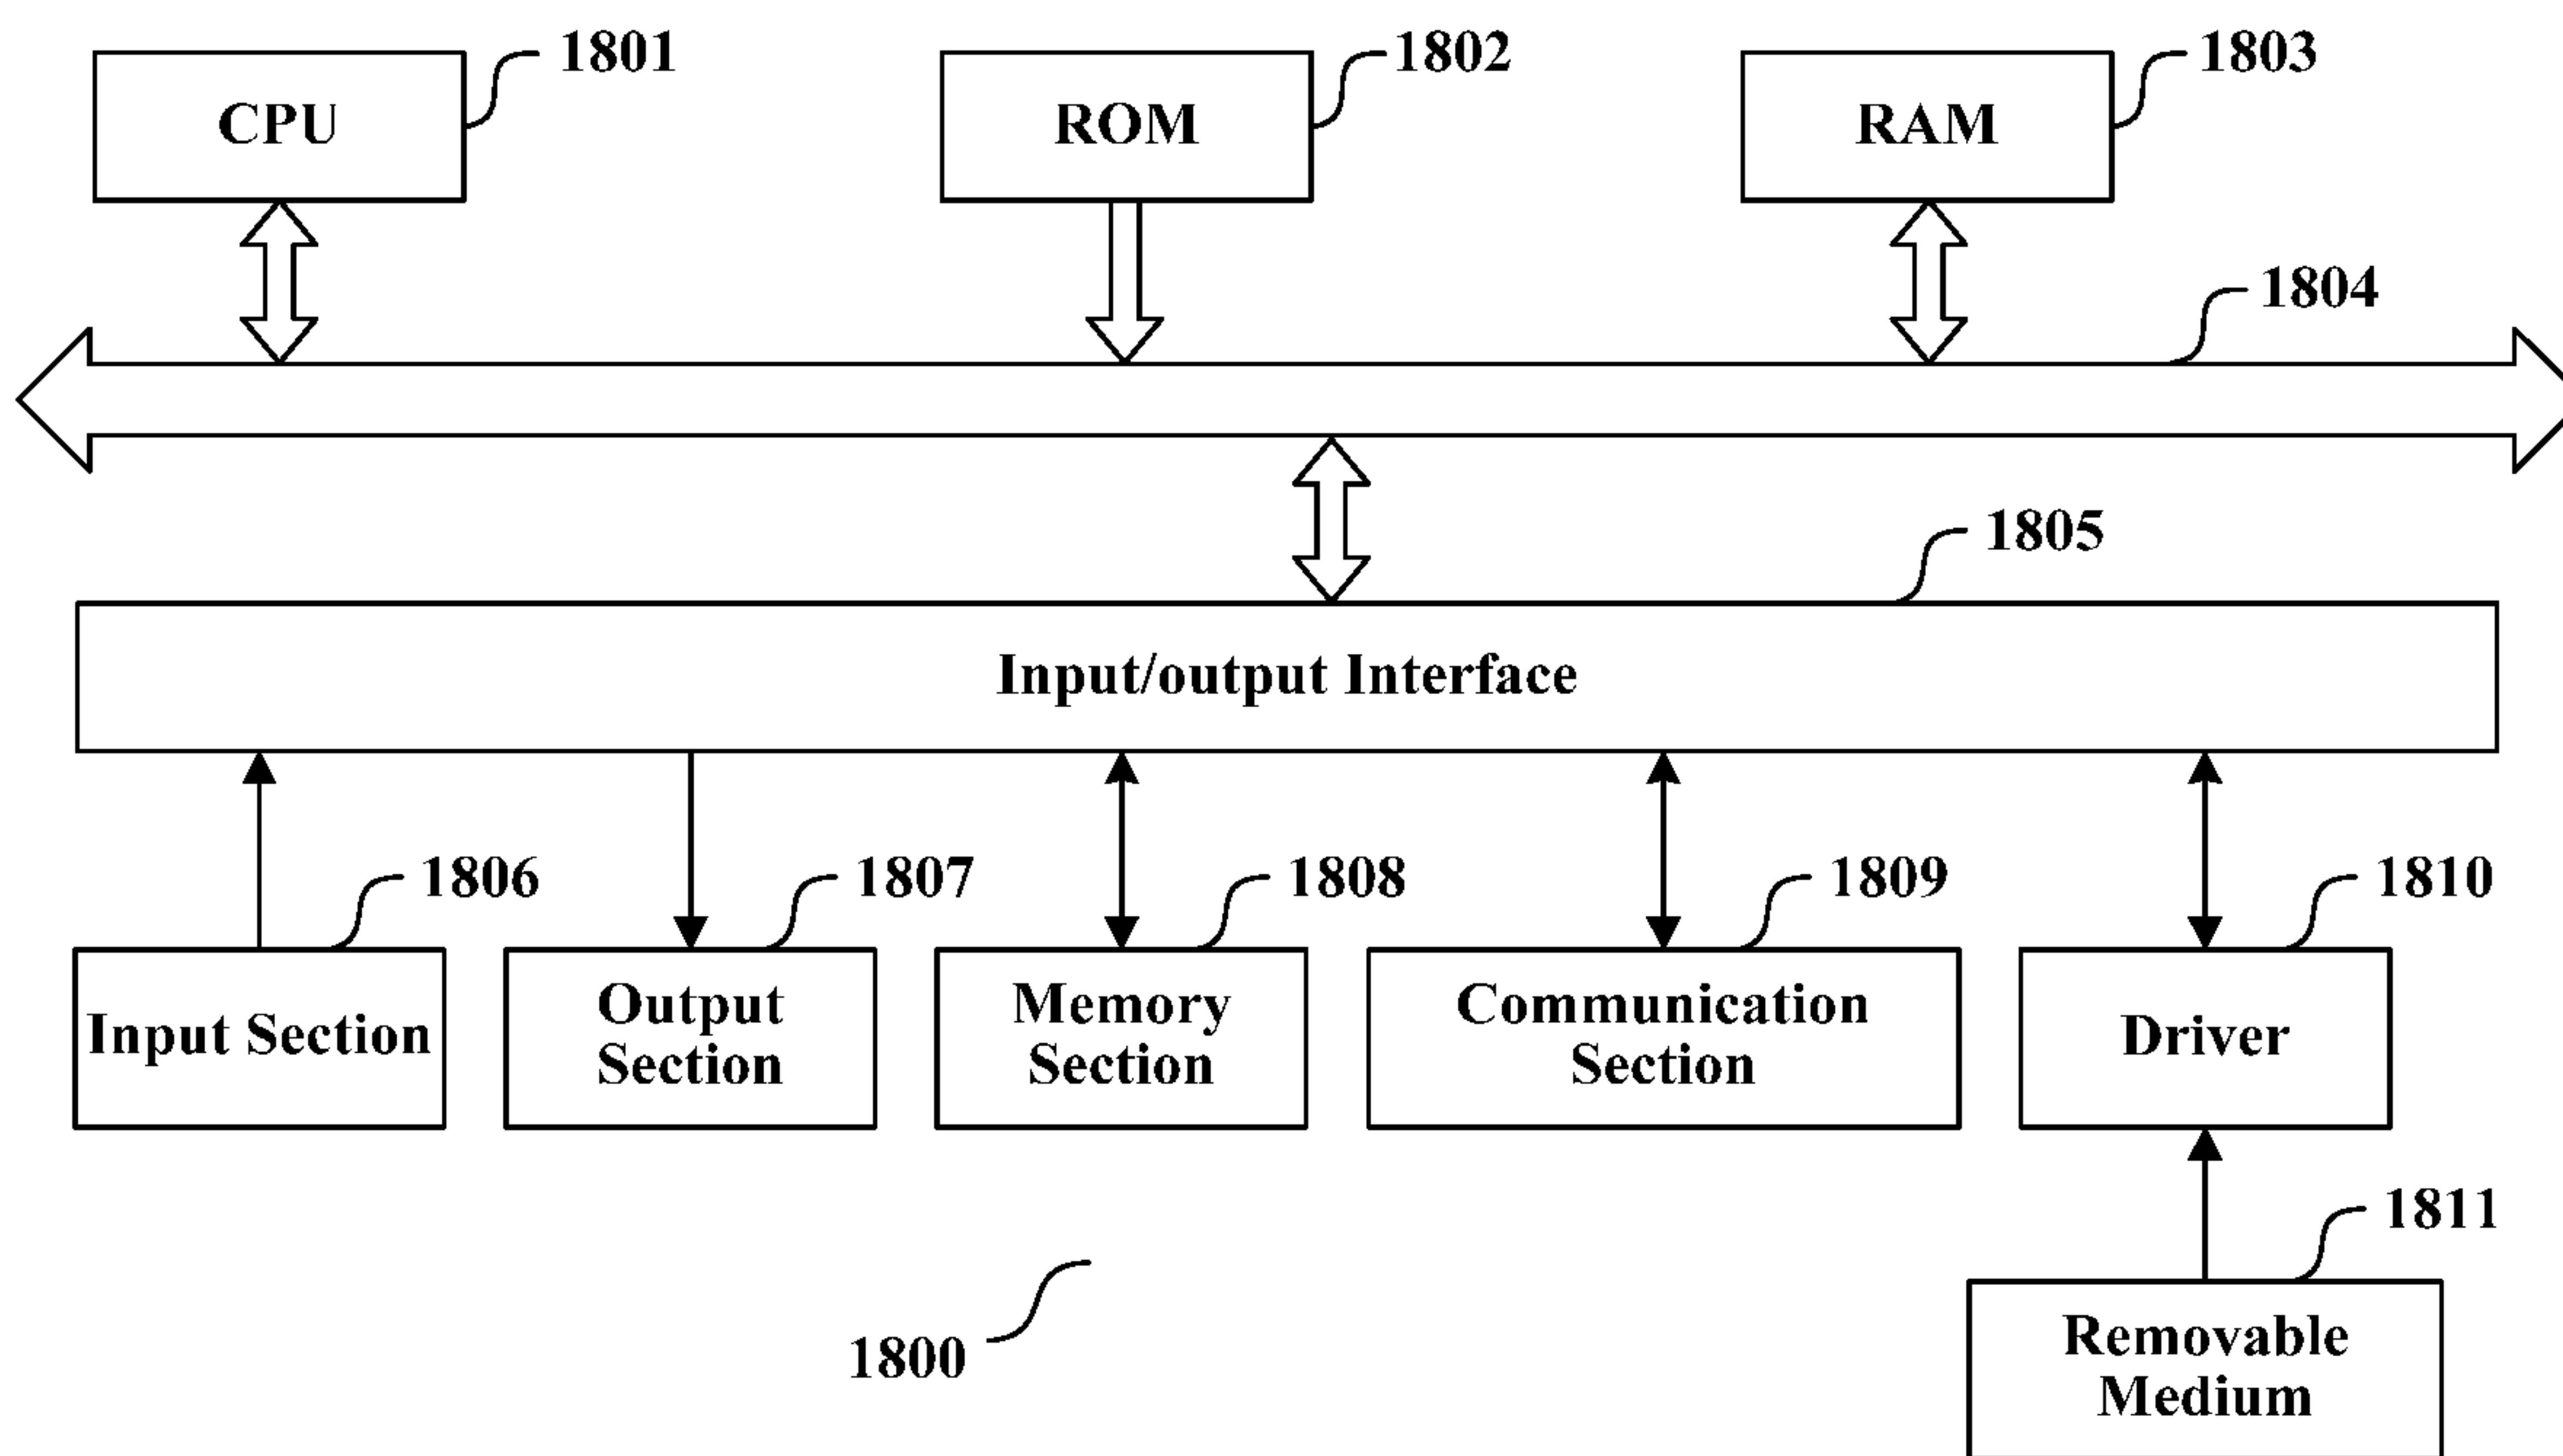 CPU
1801
ROM
1802
RAM
1803
1804
1805
Input/output Interface
1806
1807
1808
1809
1810
Input Section
Output
Section
Memory
Section
Communication
Section
Driver
1811
1800
Removable
Medium